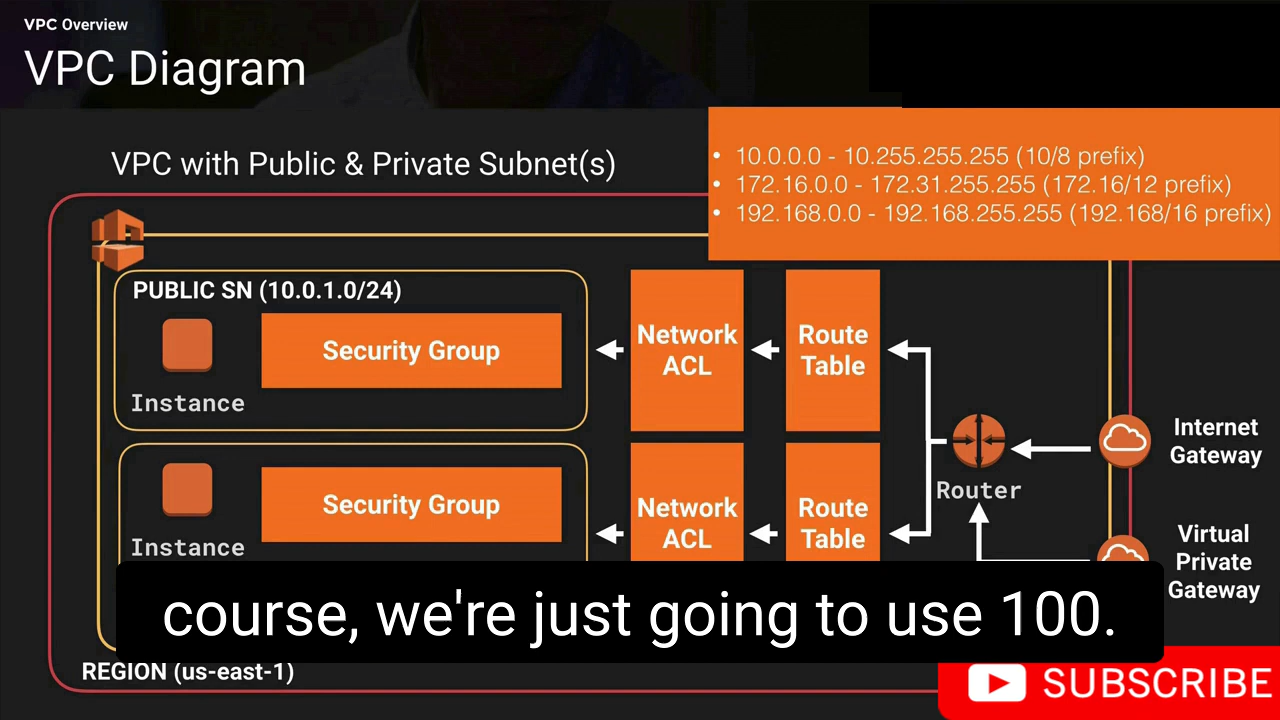 VPC Overview
VPC Diagram
VPC with Public & Private Subnet(s)
• 10.0.0.0 - 10.255.255.255 (10/8 prefix)
• 172.16.0.0 - 172.31.255.255 (172.16/12 prefix)
• 192.168.0.0 - 192.168.255.255 (192.168/16 prefix)
PUBLIC SN (10.0.1.0/24)
Instance
Security Group
Network
ACL
Route
Table
Router
Internet
Gateway
Instance
Security Group
Network
ACL
Route
Table
Virtual
Private
Gateway
course, we're just going to use 100.
REGION (us-east-1)
SUBSCRIBE